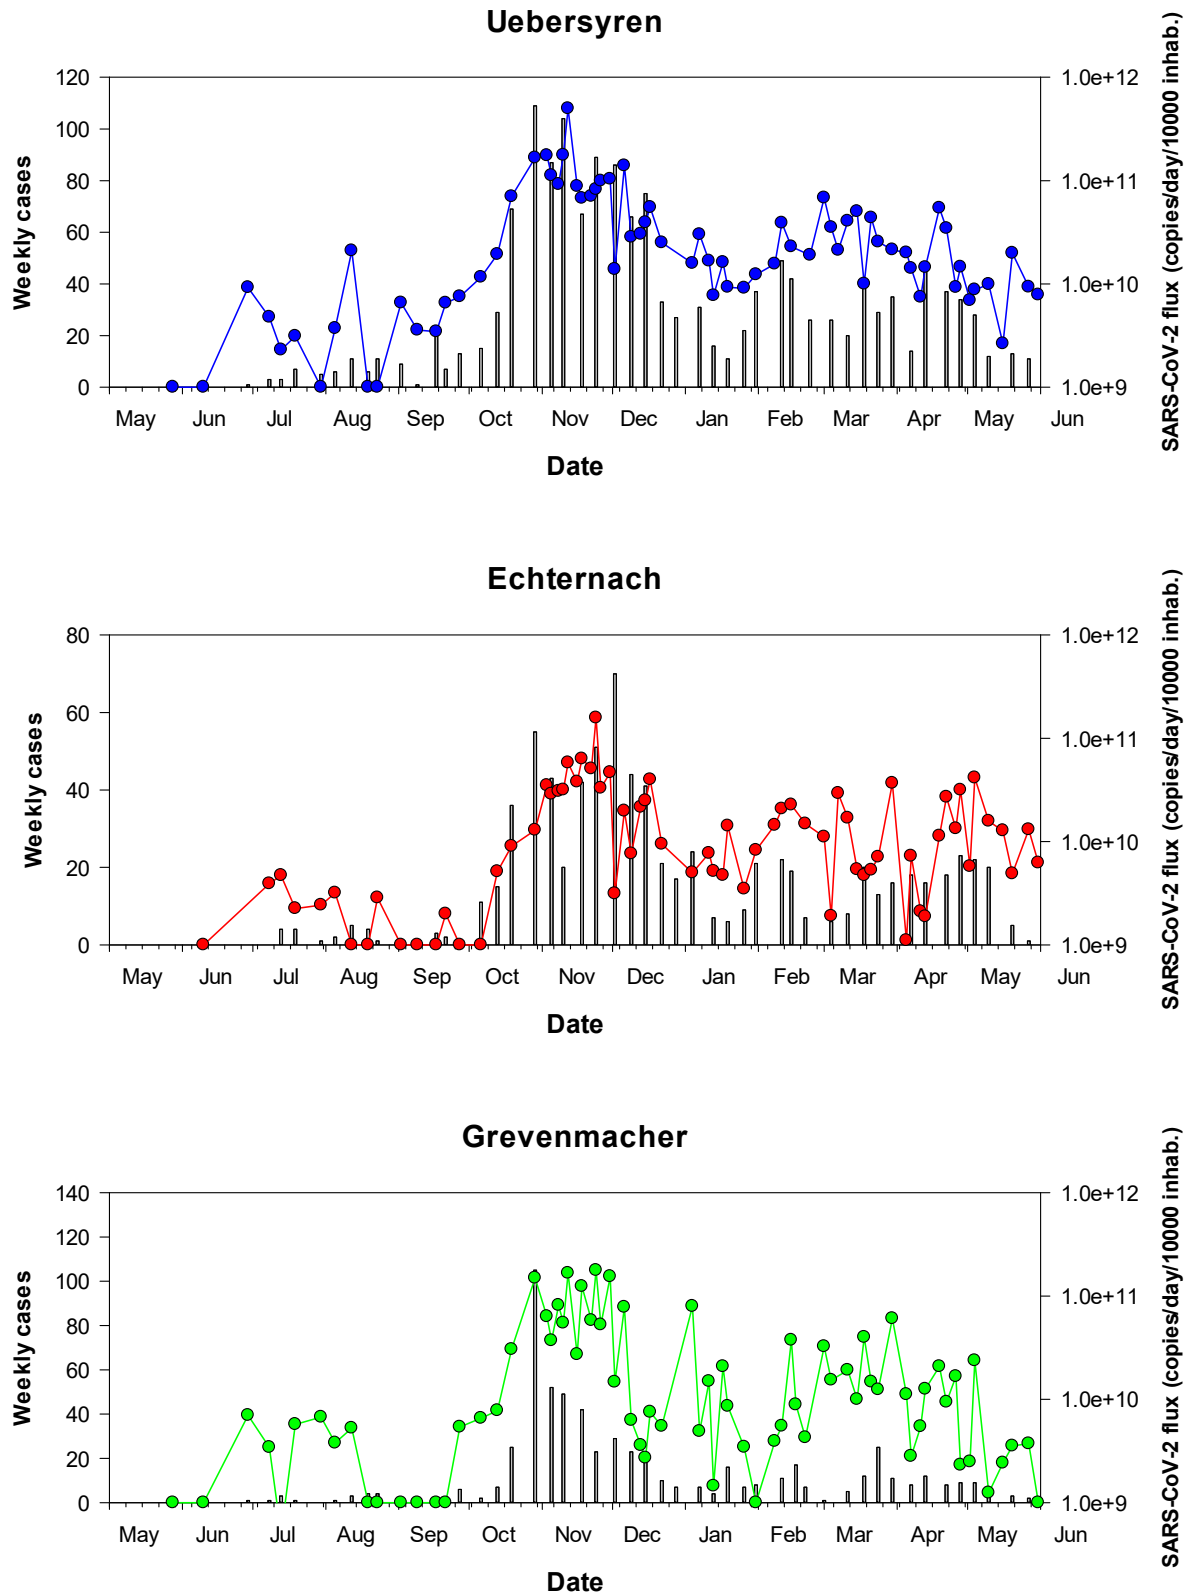 Uebersyren
120
100
80
60
40
20
0
Weekly cases
1.0e+12
1.0e+11
1.0e+10
1.0e+9
SARS-CoV-2 flux (copies/day/10000 inhab.)
May Jun Jul Aug Sep Oct Nov Dec Jan Feb Mar Apr May Jun
Date
Echternach
80
60
40
20
0
Weekly cases
1.0e+12
1.0e+11
1.0e+10
1.0e+9
SARS-CoV-2 flux (copies/day/10000 inhab.)
May Jun Jul Aug Sep Oct Nov Dec Jan Feb Mar Apr May Jun
Date
Grevenmacher
140
120
100
80
60
40
20
0
Weekly cases
1.0e+12
1.0e+11
1.0e+10
1.0e+9
SARS-CoV-2 flux (copies/day/10000 inhab.)
May Jun Jul Aug Sep Oct Nov Dec Jan Feb Mar Apr May Jun
Date